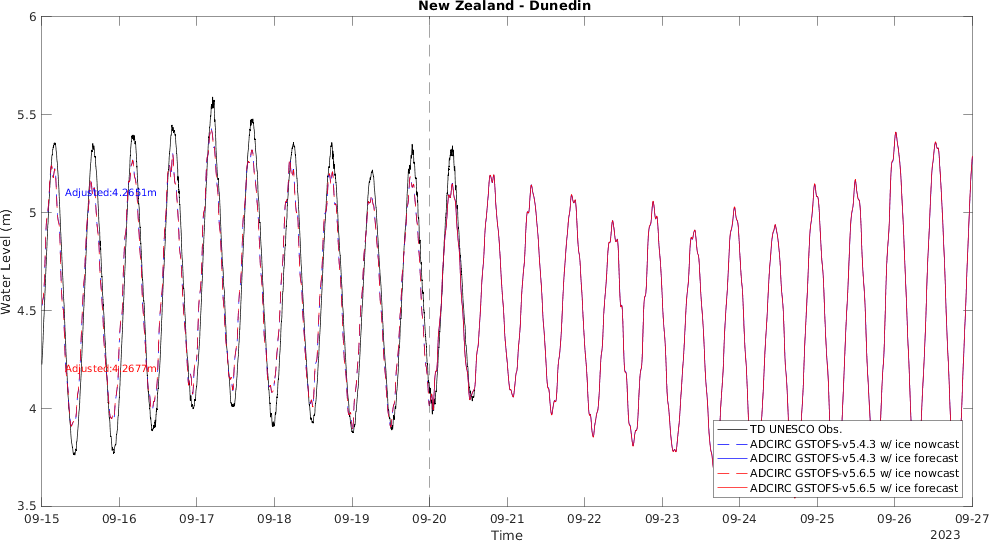 New Zealand - Dunedin
6
5.5
5
4.5
4
3.5
Water Level (m)
Adjusted:4.2651m
Adjusted:4.2677m
TD UNESCO Obs.
ADCIRC GSTOFS-v5.4.3 w/ ice nowcast
ADCIRC GSTOFS-v5.4.3 w/ ice forecast
ADCIRC GSTOFS-v5.6.5 w/ ice nowcast
ADCIRC GSTOFS-v5.6.5 w/ ice forecast
09-15 09-16 09-17 09-18 09-19 09-20 09-21 09-22 09-23 09-24 09-25 09-26 09-27
Time
2023